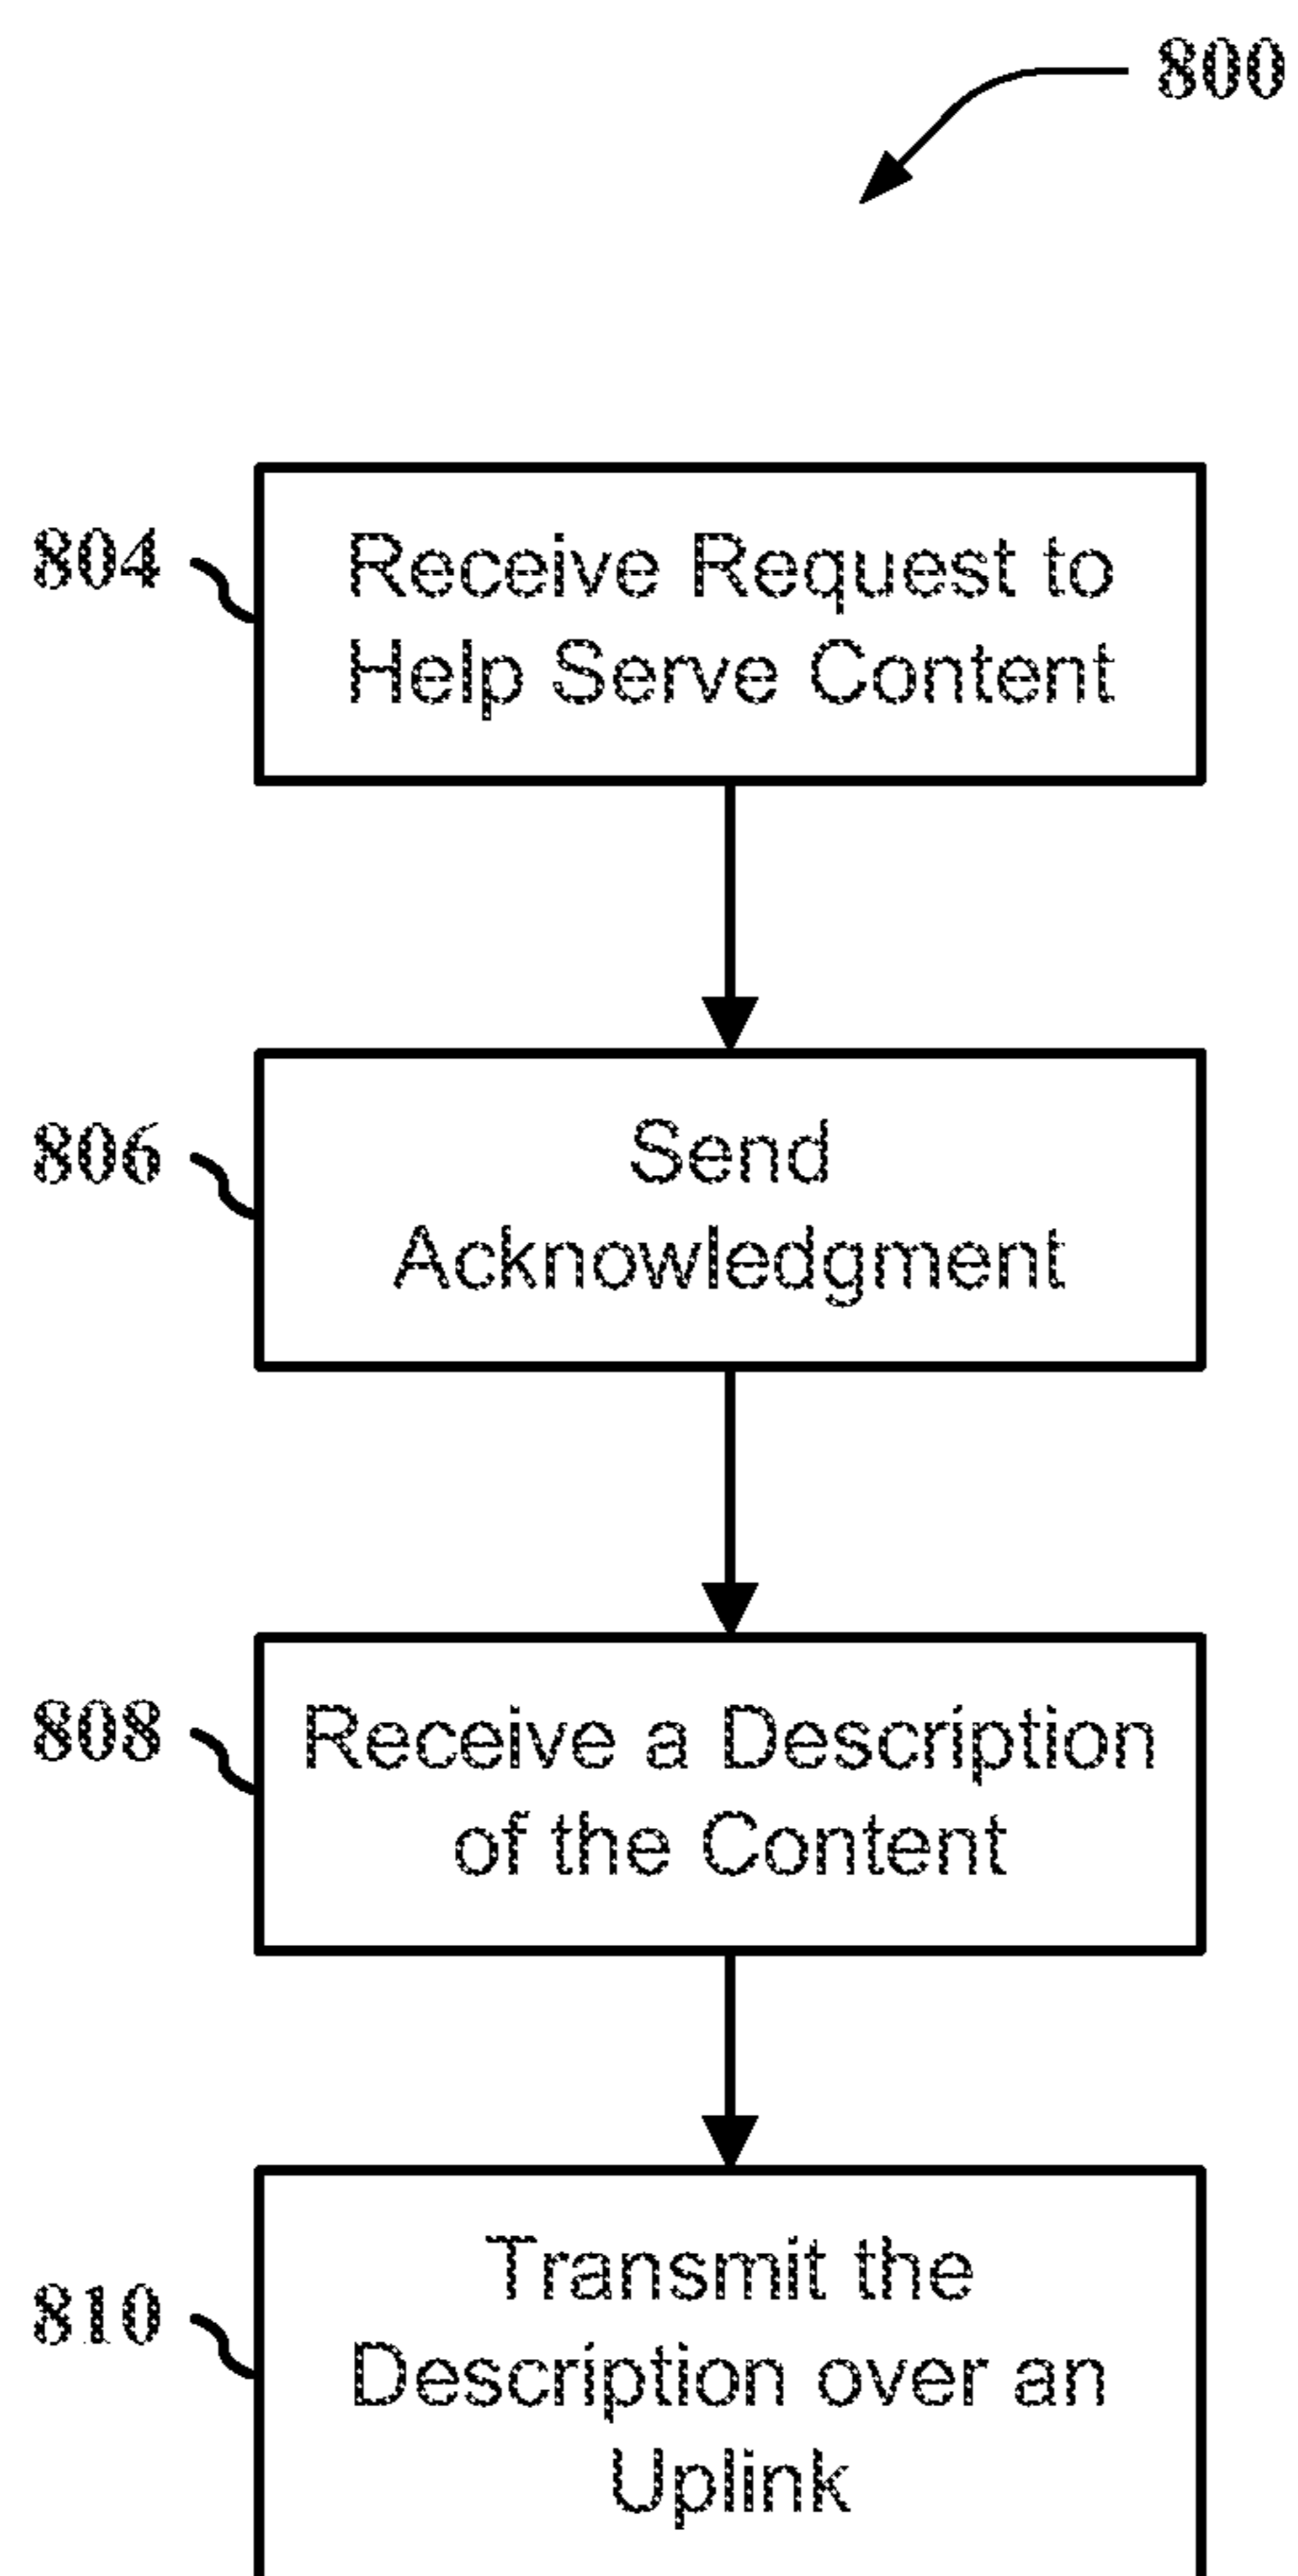 800
804
Receive Request to
Help Serve Content
806
Send
Acknowledgment
808
Receive a Description
of the Content
810
Transmit the
Description over an
Uplink